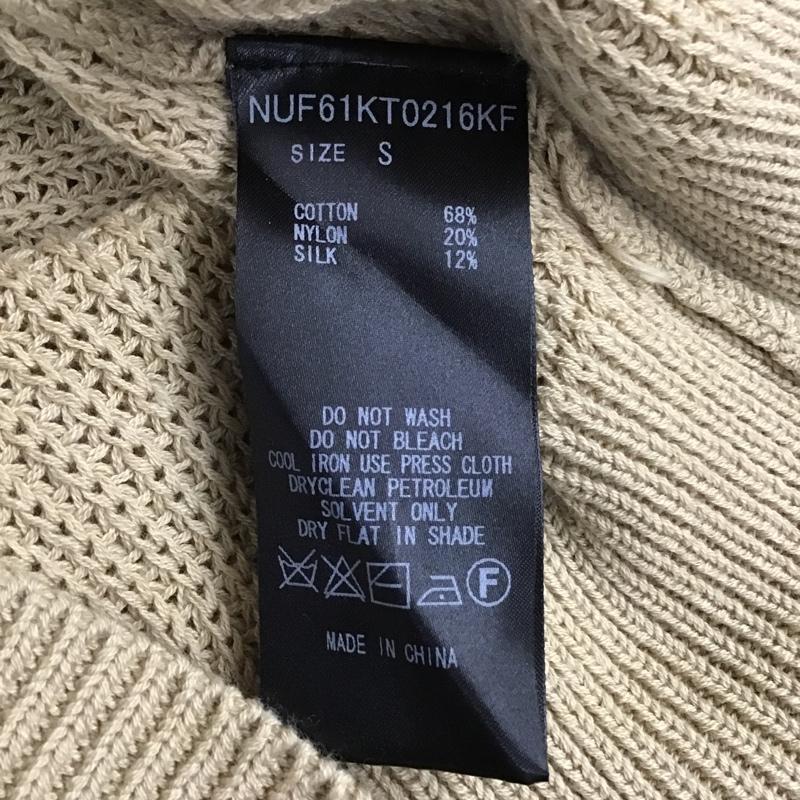 NUF61KT0216KF
SIZE S
COTTON 68%
NYLON 20%
SILK 12%
DO NOT WASH
DO NOT BLEACH
COOL IRON USE PRESS CLOTH
DRYCLEAN PETROLEUM
SOLVENT ONLY
DRY FLAT IN SHADE
F
MADE IN CHINA